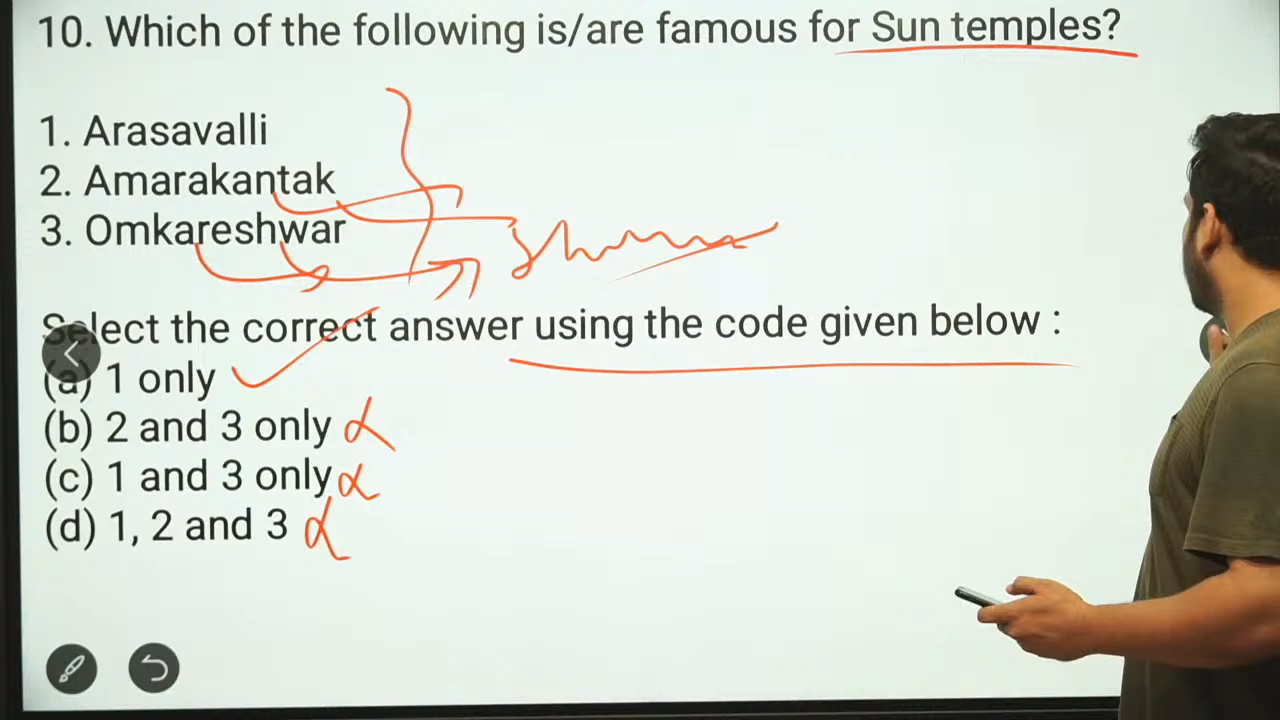 10. Which of the following is/are famous for Sun temples?
1. Arasavalli
2. Amarakantak
3. Omkareshwar
Select the correct answer using the code given below :
(a) 1 only
(b) 2 and 3 only
(c) 1 and 3 only
(d) 1, 2 and 3